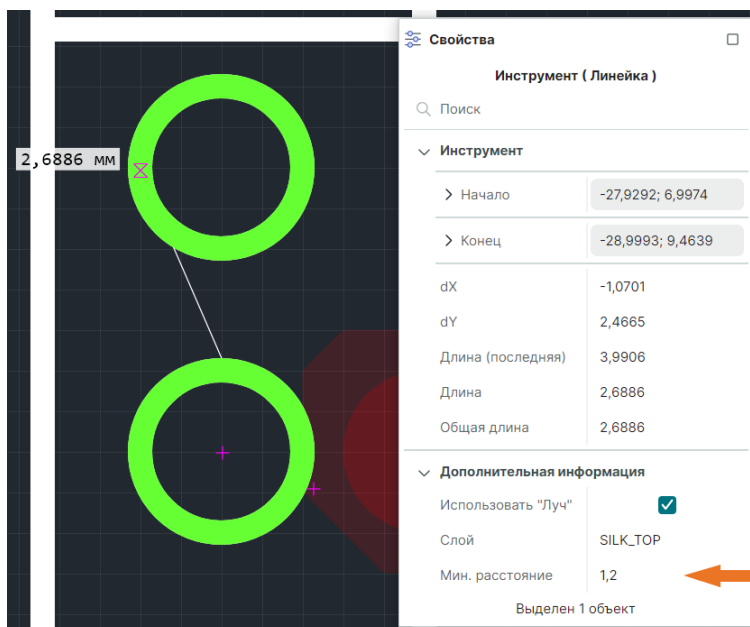 Свойства
Инструмент ( Линейка )
Поиск
Инструмент
Начало -27,9292; 6,9974
Конец -28,9993; 9,4639
dX -1,0701
dY 2,4665
Длина (последняя) 3,9906
Длина 2,6886
Общая длина 2,6886
Дополнительная информация
Использовать "Луч"
Слой SILK_TOP
Мин. расстояние 1,2
Выделен 1 объект
2,6886 мм